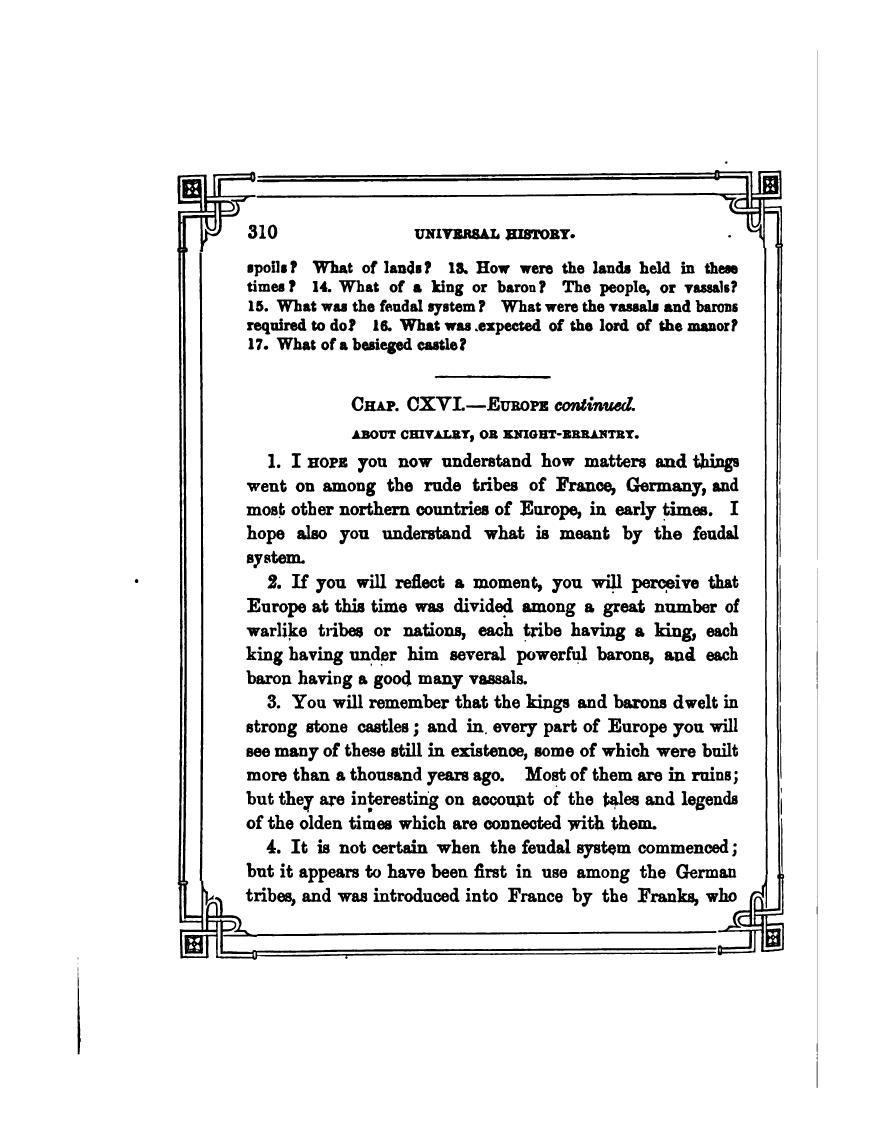 310 UNIVERSAL HISTORY.
spoils? What of lands? 13. How were the lands held in these
times? 14. What of a king or baron? The people, or vassals?
15. What was the feudal system? What were the vassals and barons
required to do? 16. What was expected of the lord of the manor?
17. What of a besieged castle?
CHAP. CXVI.—EUROPE continued.
ABOUT CHIVALRY, OR KNIGHT-ERRANTRY.
1. I HOPE you now understand how matters and things
went on among the rude tribes of France, Germany, and
most other northern countries of Europe, in early times. I
hope also you understand what is meant by the feudal
system.
2. If you will reflect a moment, you will perceive that
Europe at this time was divided among a great number of
warlike tribes or nations, each tribe having a king, each
king having under him several powerful barons, and each
baron having a good many vassals.
3. You will remember that the kings and barons dwelt in
strong stone castles; and in every part of Europe you will
see many of these still in existence, some of which were built
more than a thousand years ago. Most of them are in ruins;
but they are interesting on account of the tales and legends
of the olden times which are connected with them.
4. It is not certain when the feudal system commenced;
but it appears to have been first in use among the German
tribes, and was introduced into France by the Franks, who